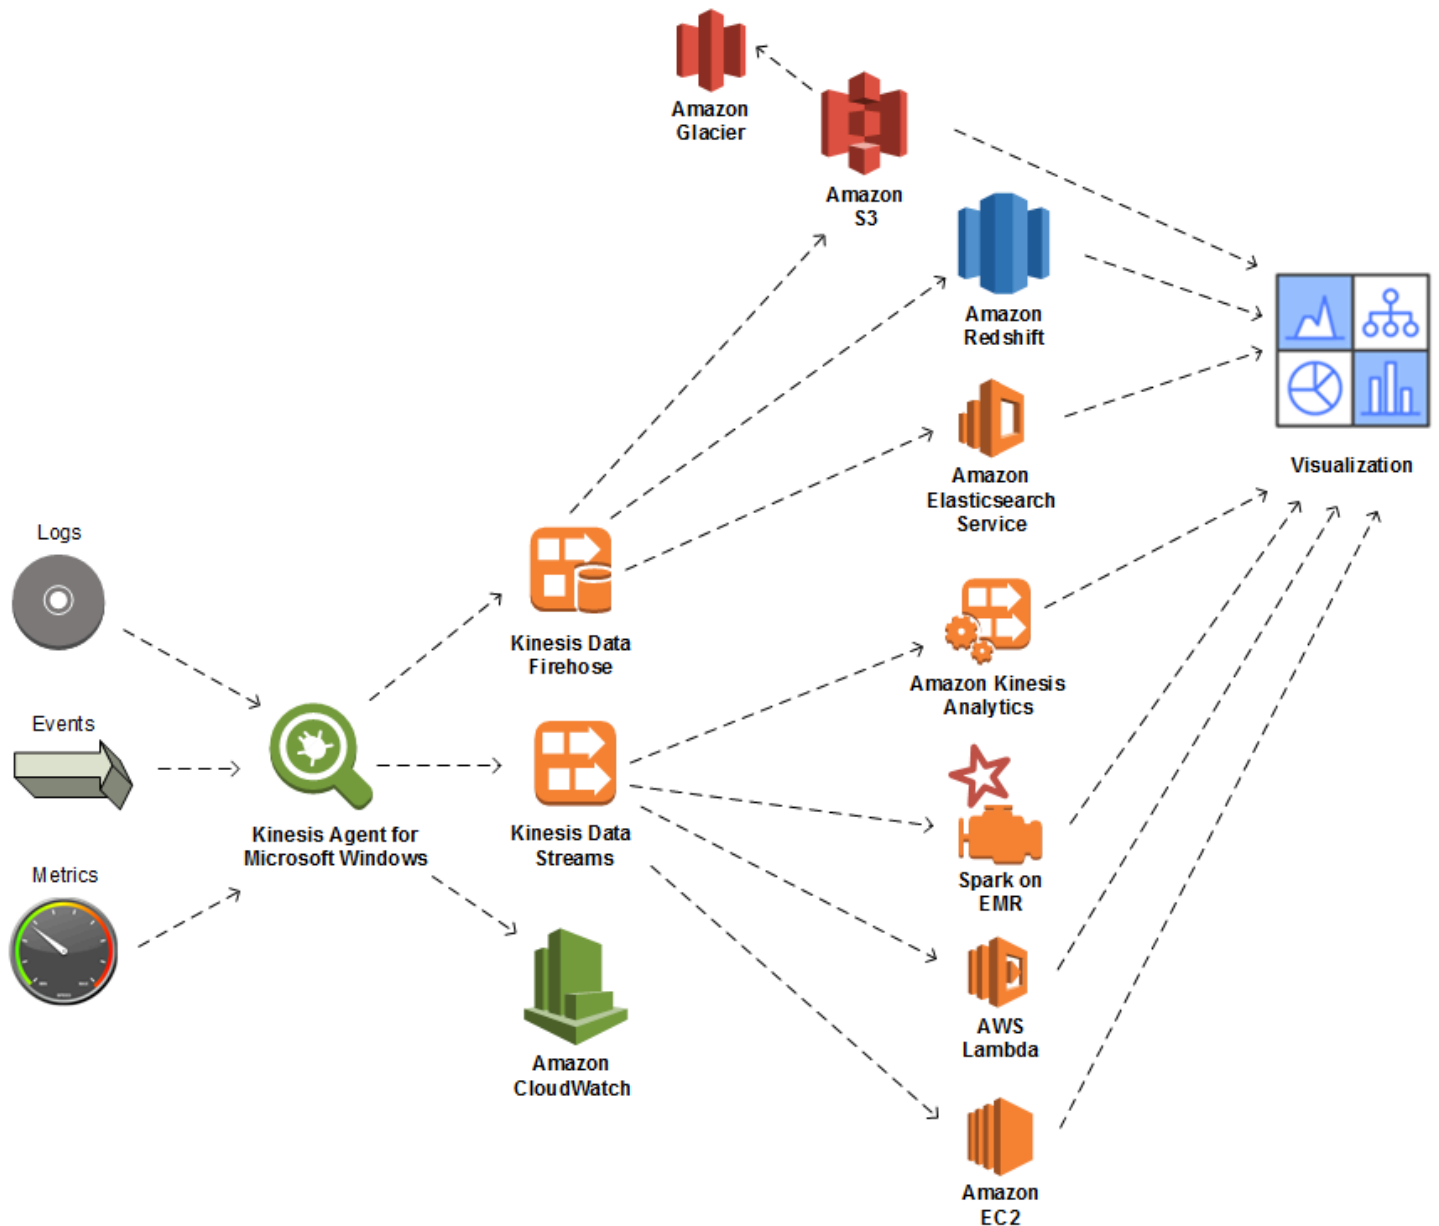 Amazon
Glacier
Amazon
S3
Amazon
Redshift
Visualization
Amazon
Elasticsearch
Service
Logs
Kinesis Data
Firehose
Amazon Kinesis
Analytics
Events
Kinesis Agent for
Microsoft Windows
Kinesis Data
Streams
Metrics
Spark on
EMR
AWS
Lambda
Amazon
CloudWatch
Amazon
EC2